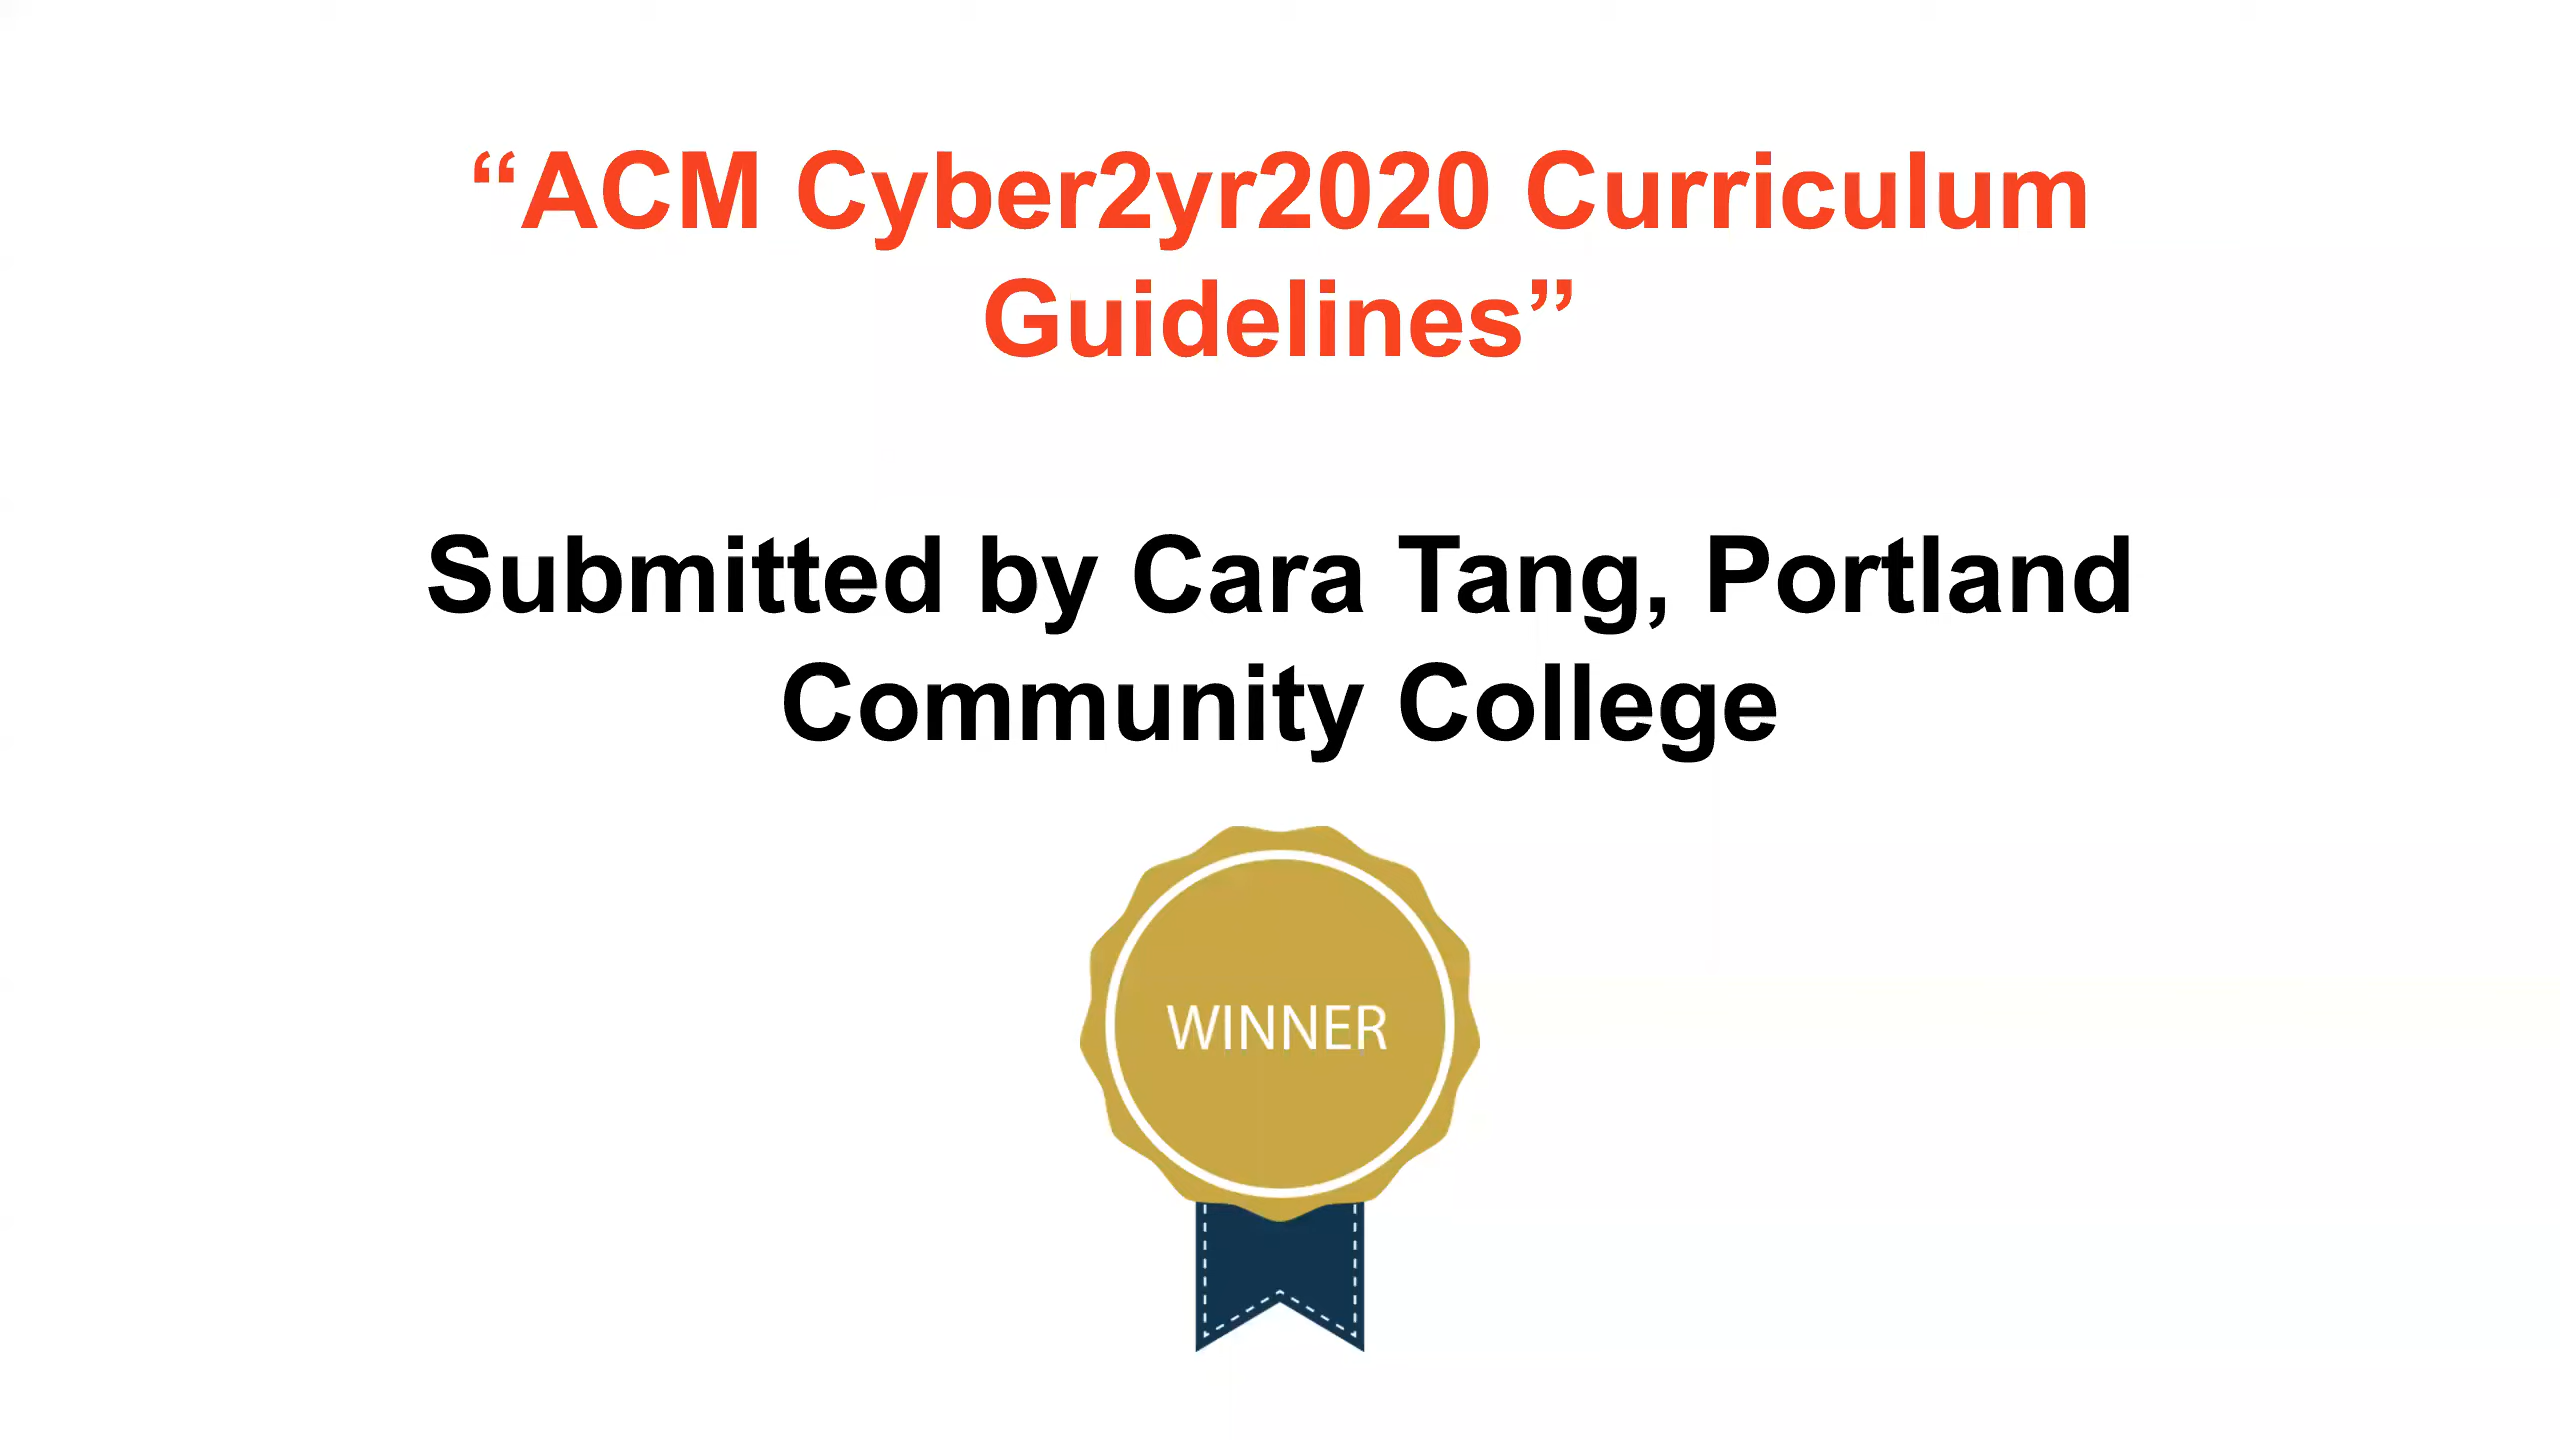 “ACM Cyber2yr2020 Curriculum
Guidelines”
Submitted by Cara Tang, Portland
Community College
WINNER